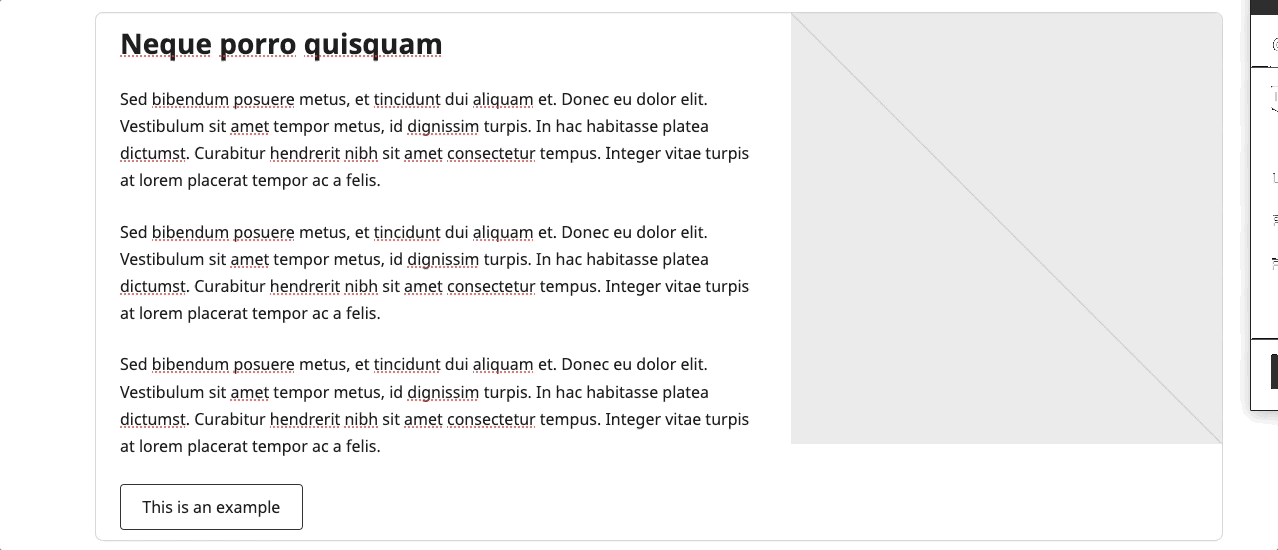 Neque porro quisquam
Sed bibendum posuere metus, et tincidunt dui aliquam et. Donec eu dolor elit.
Vestibulum sit amet tempor metus, id dignissim turpis. In hac habitasse platea
dictumst. Curabitur hendrerit nibh sit amet consectetur tempus. Integer vitae turpis
at lorem placerat tempor ac a felis.
Sed bibendum posuere metus, et tincidunt dui aliquam et. Donec eu dolor elit.
Vestibulum sit amet tempor metus, id dignissim turpis. In hac habitasse platea
dictumst. Curabitur hendrerit nibh sit amet consectetur tempus. Integer vitae turpis
at lorem placerat tempor ac a felis.
Sed bibendum posuere metus, et tincidunt dui aliquam et. Donec eu dolor elit.
Vestibulum sit amet tempor metus, id dignissim turpis. In hac habitasse platea
dictumst. Curabitur hendrerit nibh sit amet consectetur tempus. Integer vitae turpis
at lorem placerat tempor ac a felis.
This is an example